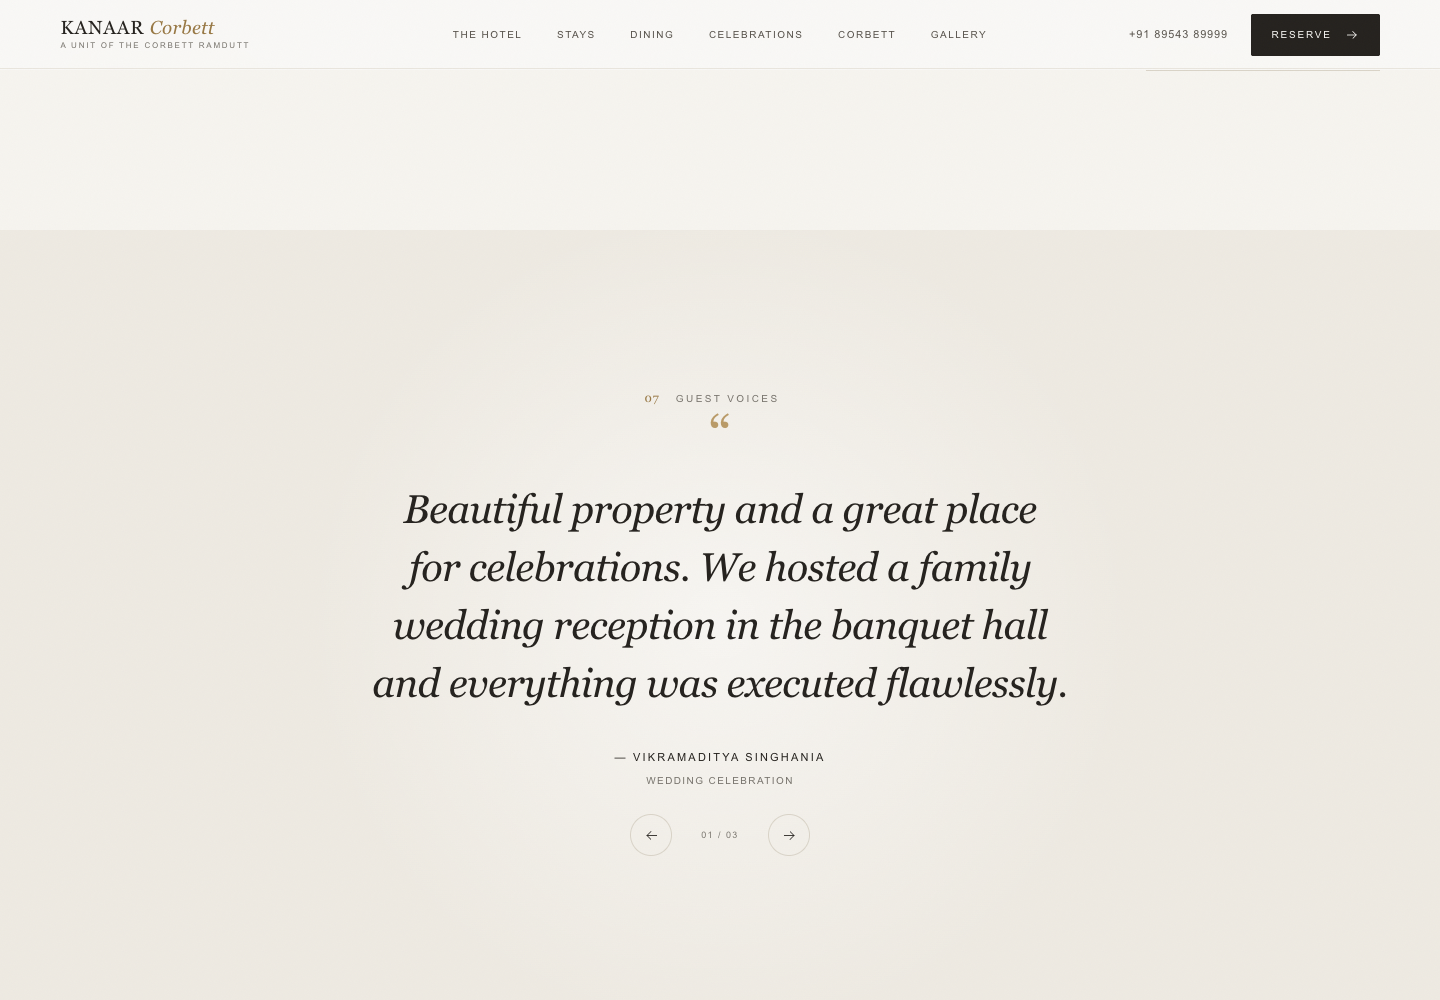 KANAAR Corbett
A UNIT OF THE CORBETT RAMDUTT
THE HOTEL
STAYS
DINING
CELEBRATIONS
CORBETT
GALLERY
+91 89543 89999
RESERVE →
07 GUEST VOICES
“
Beautiful property and a great place
for celebrations. We hosted a family
wedding reception in the banquet hall
and everything was executed flawlessly.
— VIKRAMADITYA SINGHANIA
WEDDING CELEBRATION
← 01 / 03 →